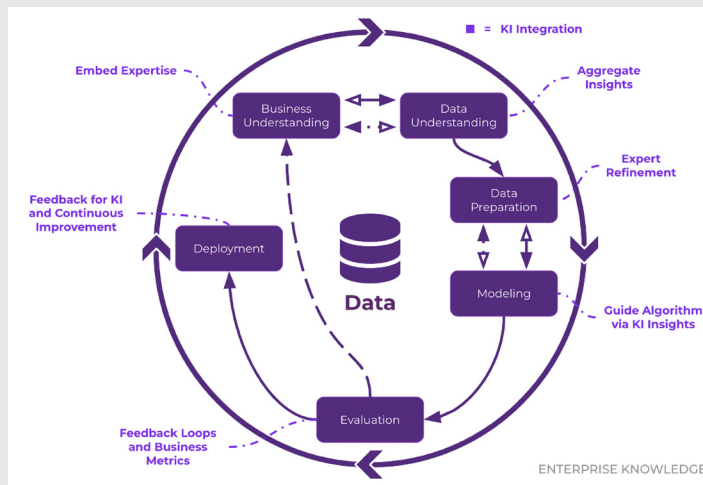 = KI Integration
Embed Expertise
Aggregate
Insights
Business
Understanding
Data
Understanding
Expert
Refinement
Data
Preparation
Feedback for KI
and Continuous
Improvement
Deployment
Data
Modeling
Guide Algorithm
via KI Insights
Evaluation
Feedback Loops
and Business
Metrics
ENTERPRISE KNOWLEDGE